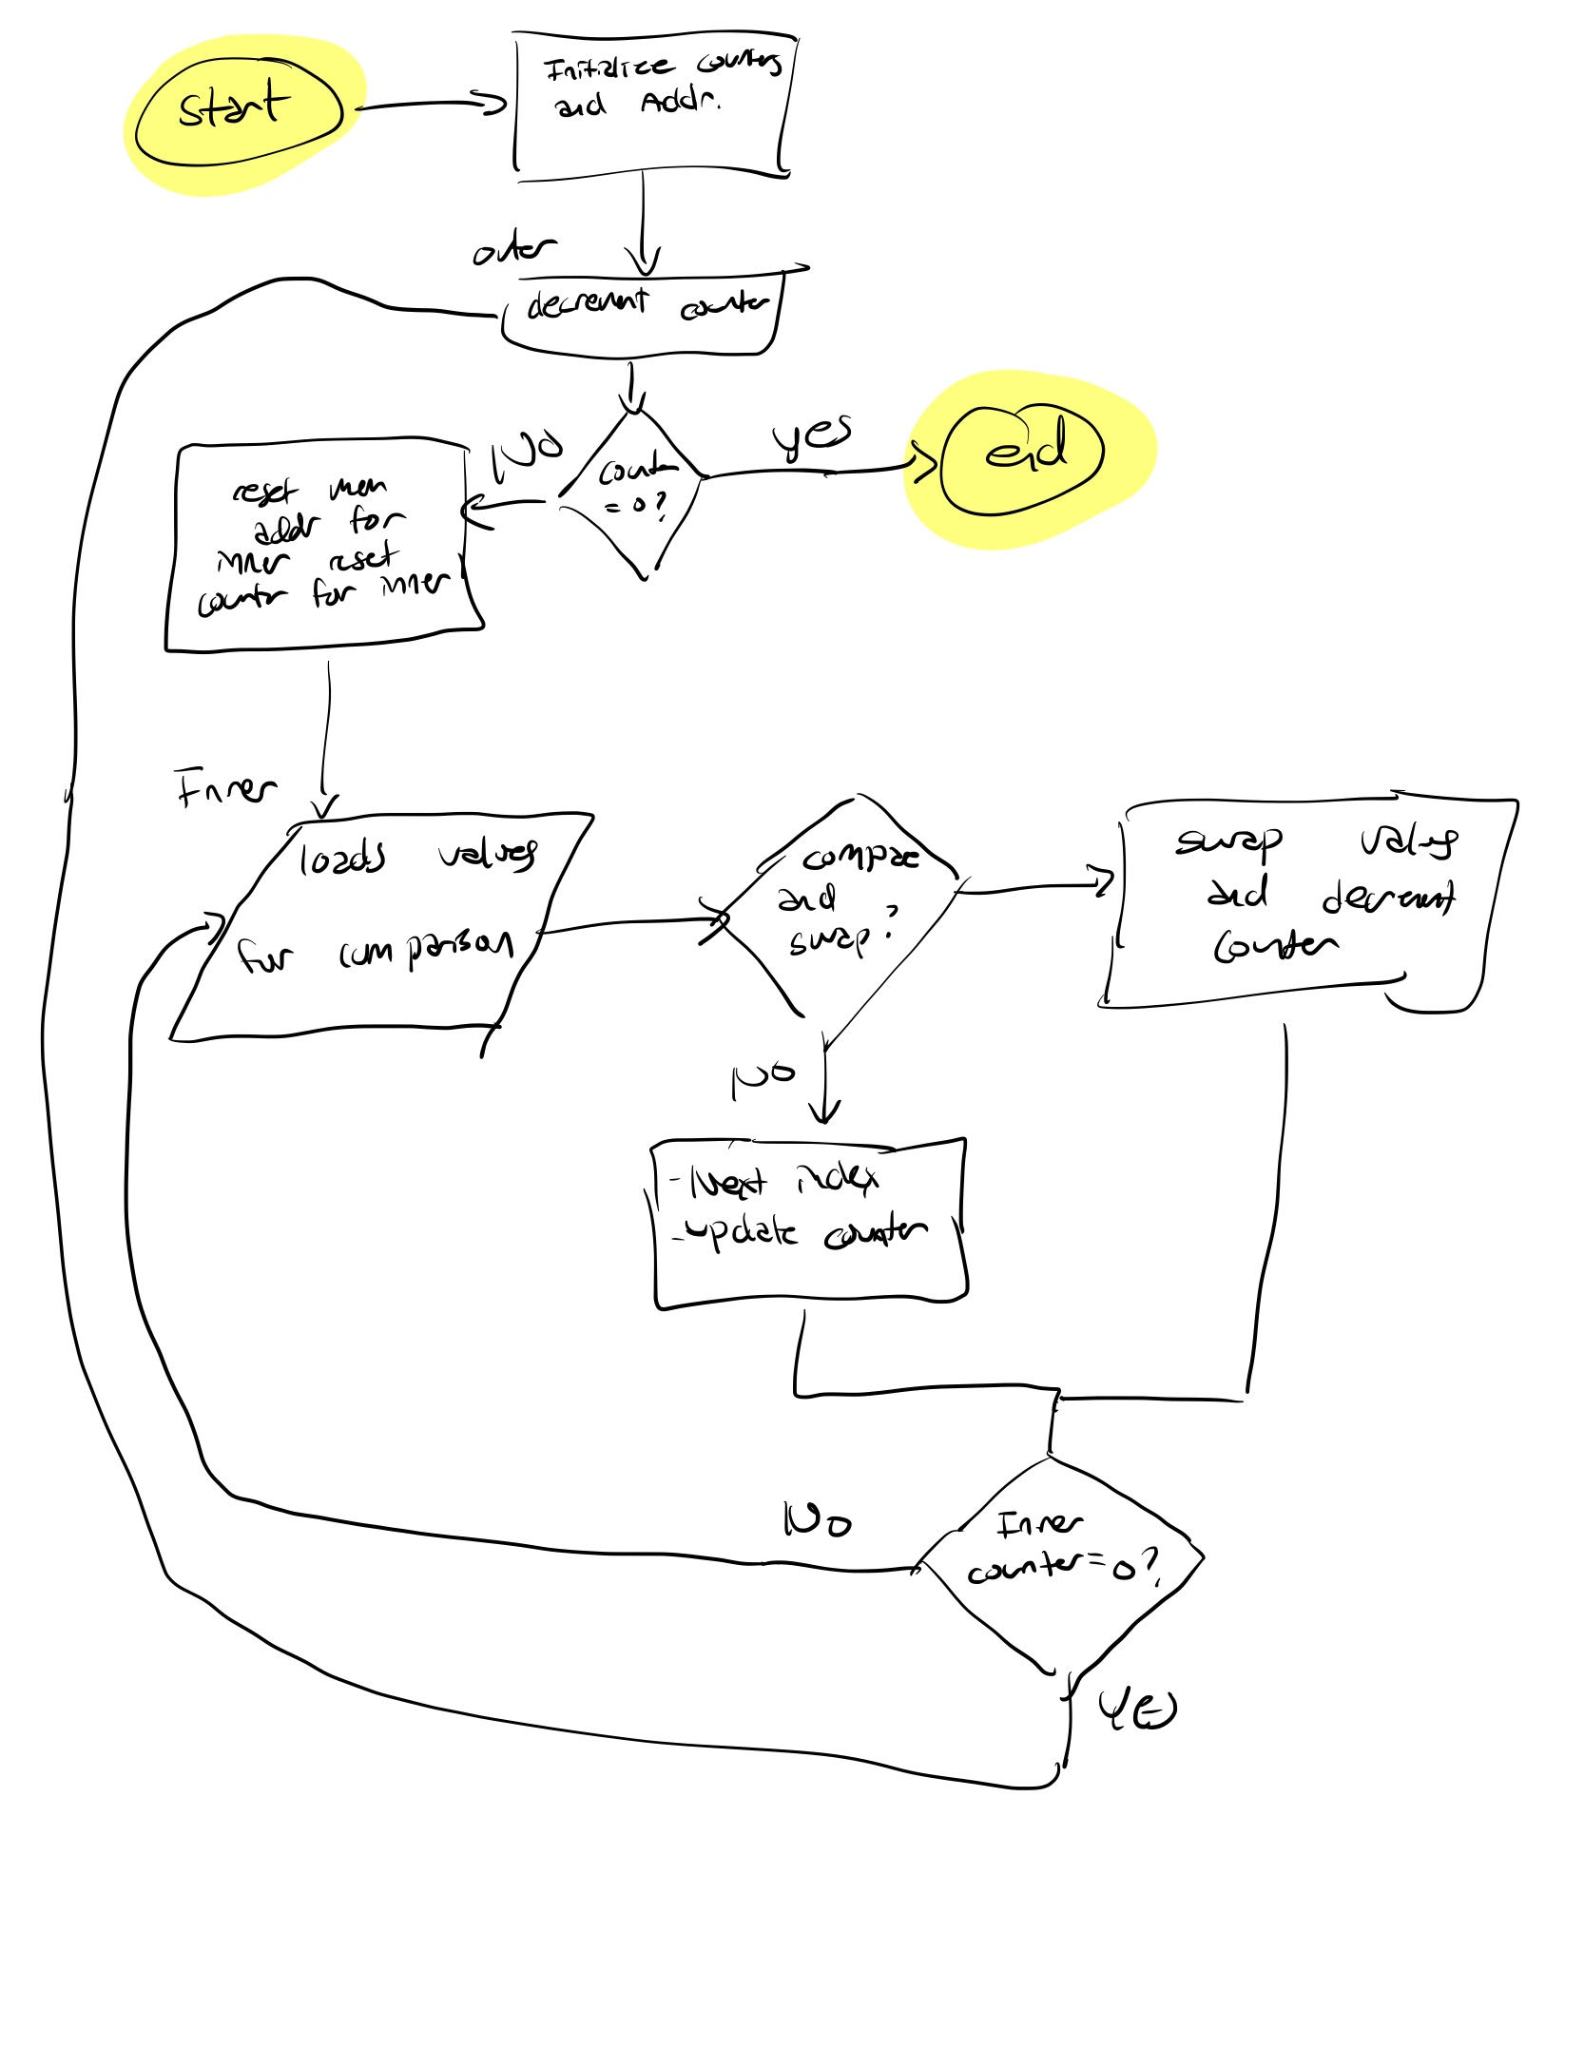 start
Initialize counters
and Addr.
outer
decrement counter
No
counter
= 0?
yes
end
reset mem
addr for
inner reset
counter for inner
Inner
loads values
for comparison
compare
and
swap?
swap values
and decrement
counter
No
- Next index
- update counter
No
Inner
counter = 0?
Yes